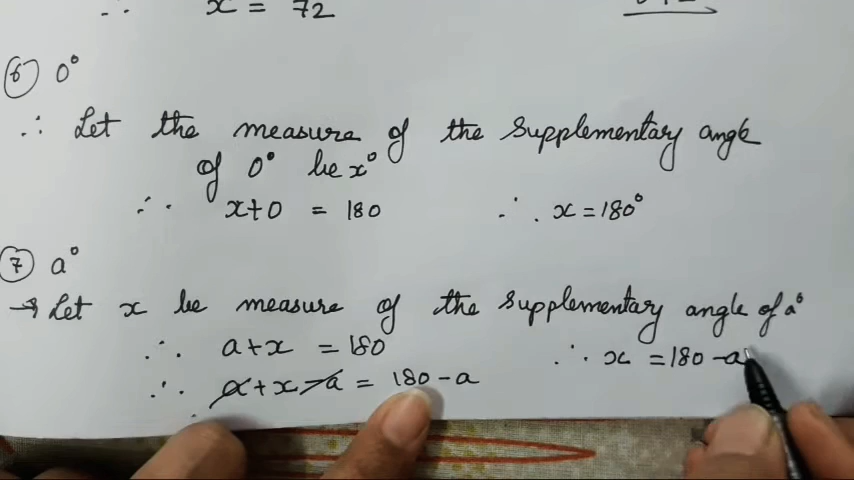 ∴ x = 72
⑥ 0°
∴ Let the measure of the supplementary angle
of 0° be x°
∴ x+0 = 180 ∴ x = 180°
⑦ a°
→ Let x be measure of the supplementary angle of a°
∴ a+x = 180 ∴ x = 180 - a
∴ a+x-a = 180 - a